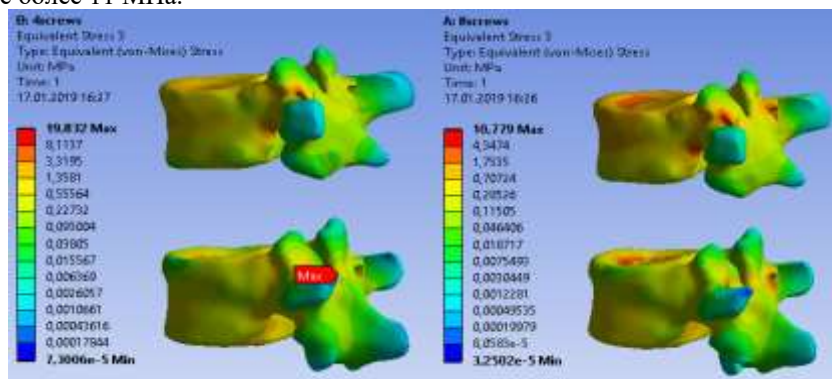 е более 11 МПа.
B: 4screws
Equivalent Stress 3
Type: Equivalent (von-Mises) Stress
Unit: MPa
Time: 1
17.01.2019 16:27
19,832 Max
8,1137
3,3195
1,3581
0,55564
0,22732
0,093004
0,03805
0,015567
0,006369
0,0026057
0,0010661
0,00043616
0,00017844
7,3006e-5 Min
Max
A: 8screws
Equivalent Stress 3
Type: Equivalent (von-Mises) Stress
Unit: MPa
Time: 1
17.01.2019 16:26
10,779 Max
4,3474
1,7535
0,70724
0,28526
0,11505
0,046406
0,018717
0,0075493
0,0030449
0,0012281
0,00049535
0,00019979
8,0583e-5
3,2502e-5 Min